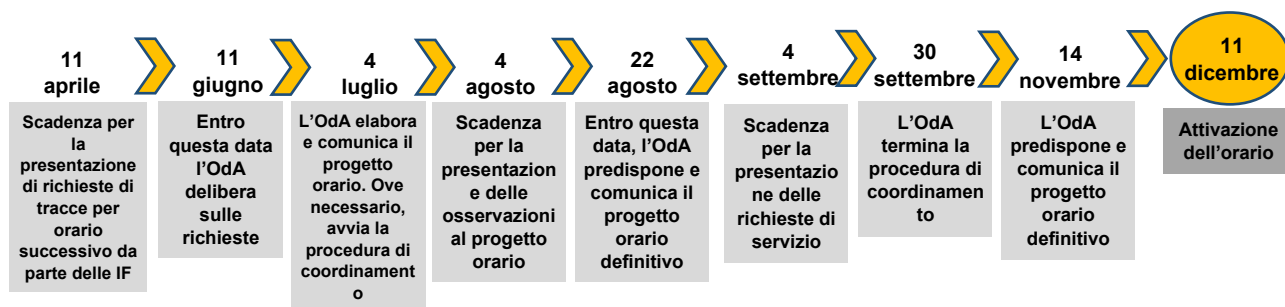 11
aprile
Scadenza per
la
presentazione
di richieste di
tracce per
orario
successivo da
parte delle IF
11
giugno
Entro
questa data
l'OdA
delibera
sulle
richieste
4
luglio
L'OdA elabora
e comunica il
progetto
orario. Ove
necessario,
avvia la
procedura di
coordinament
o
4
agosto
Scadenza
per la
presentazion
e delle
osservazioni
al progetto
orario
22
agosto
Entro questa
data, l'OdA
predispone e
comunica il
progetto
orario
definitivo
4
settembre
Scadenza
per la
presentazio
ne delle
richieste di
servizio
30
settembre
L'OdA
termina la
procedura di
coordinamen
to
14
novembre
L'OdA
predispone e
comunica il
progetto
orario
definitivo
11
dicembre
Attivazione
dell'orario